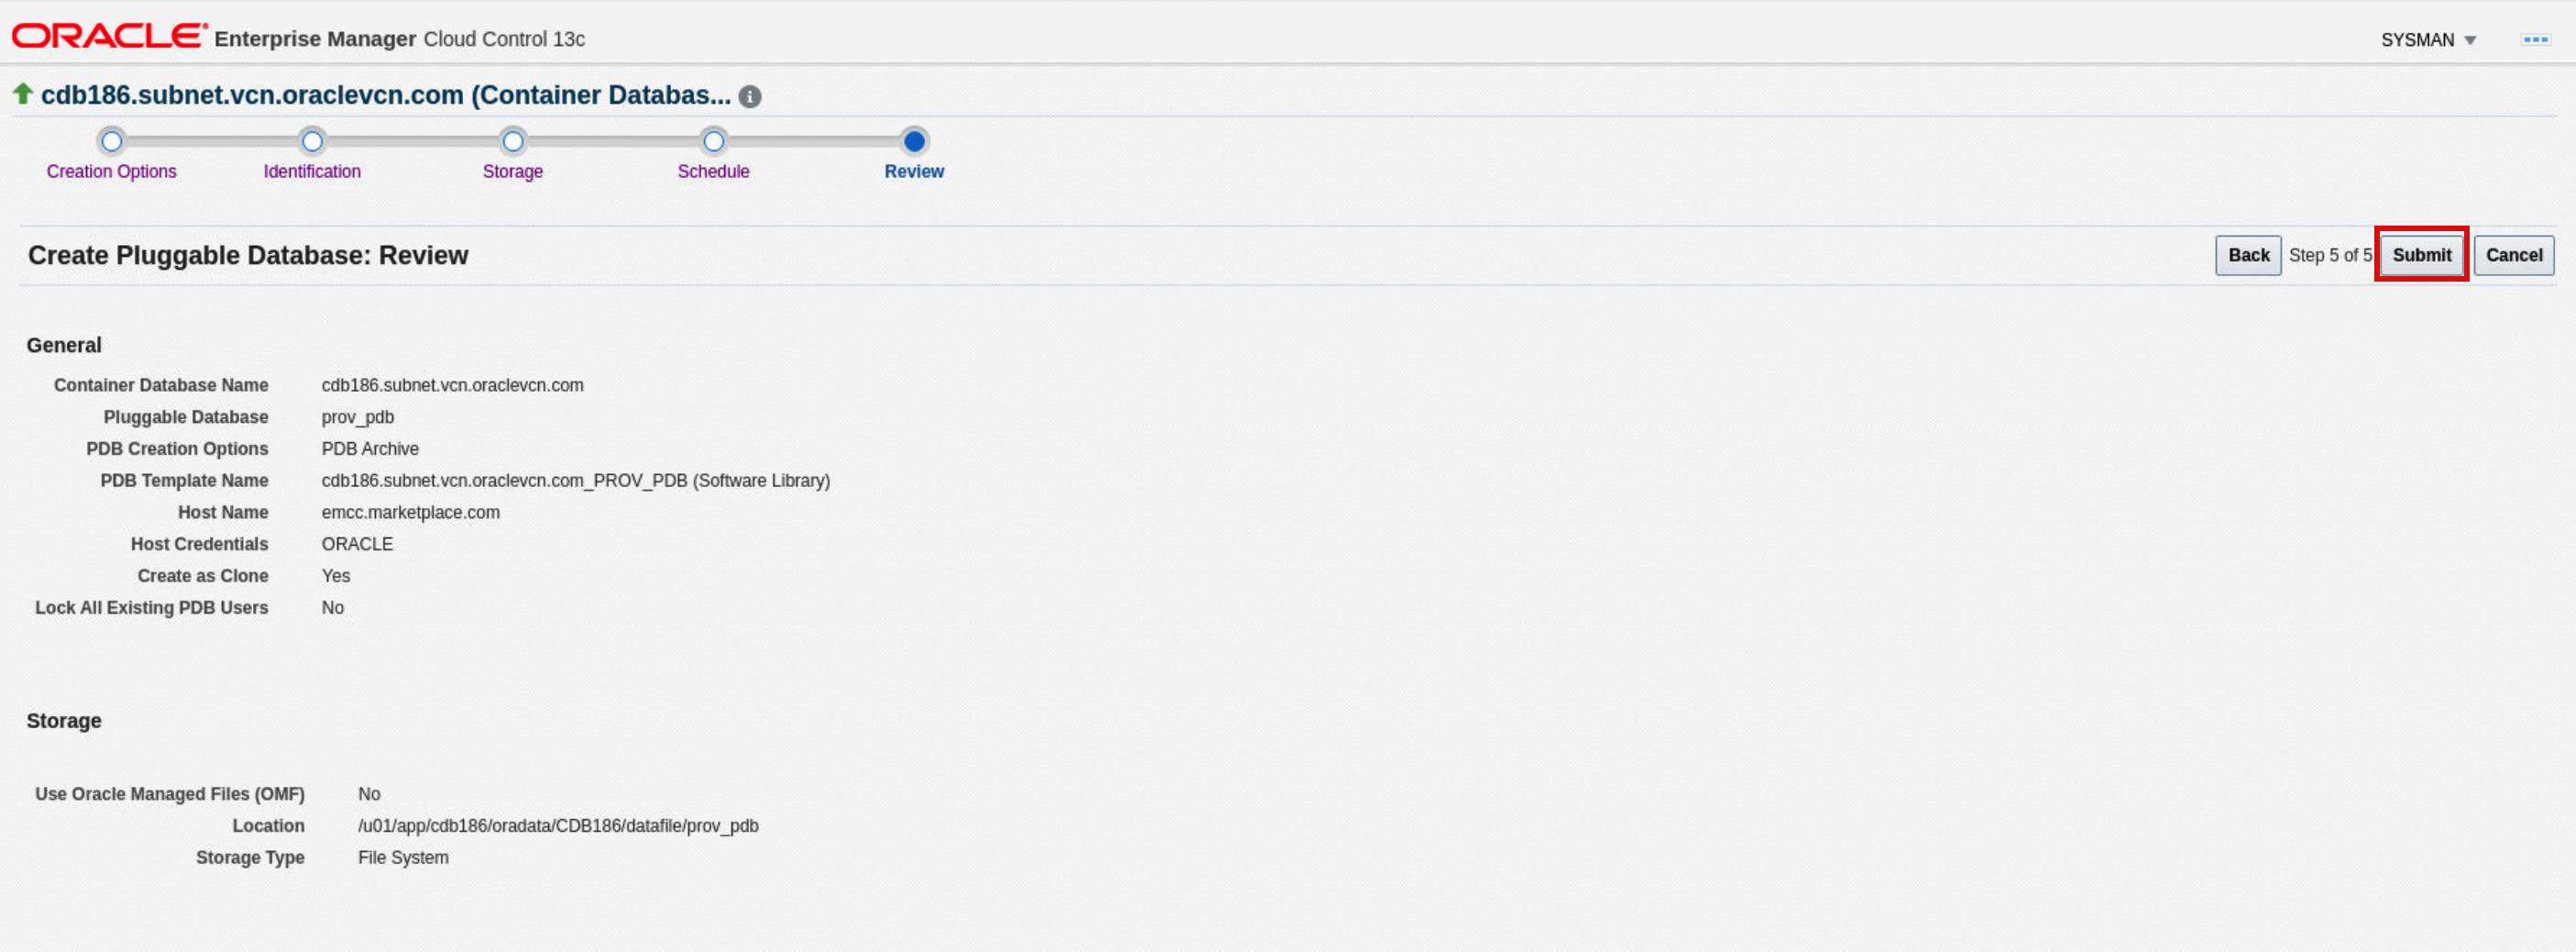 ORACLE Enterprise Manager Cloud Control 13c SYSMAN
cdb186.subnet.vcn.oraclevcn.com (Container Databas...
Creation Options Identification Storage Schedule Review
Create Pluggable Database: Review Back Step 5 of 5 Submit Cancel
General
Container Database Name cdb186.subnet.vcn.oraclevcn.com
Pluggable Database prov_pdb
PDB Creation Options PDB Archive
PDB Template Name cdb186.subnet.vcn.oraclevcn.com_PROV_PDB (Software Library)
Host Name emcc.marketplace.com
Host Credentials ORACLE
Create as Clone Yes
Lock All Existing PDB Users No
Storage
Use Oracle Managed Files (OMF) No
Location /u01/app/cdb186/oradata/CDB186/datafile/prov_pdb
Storage Type File System